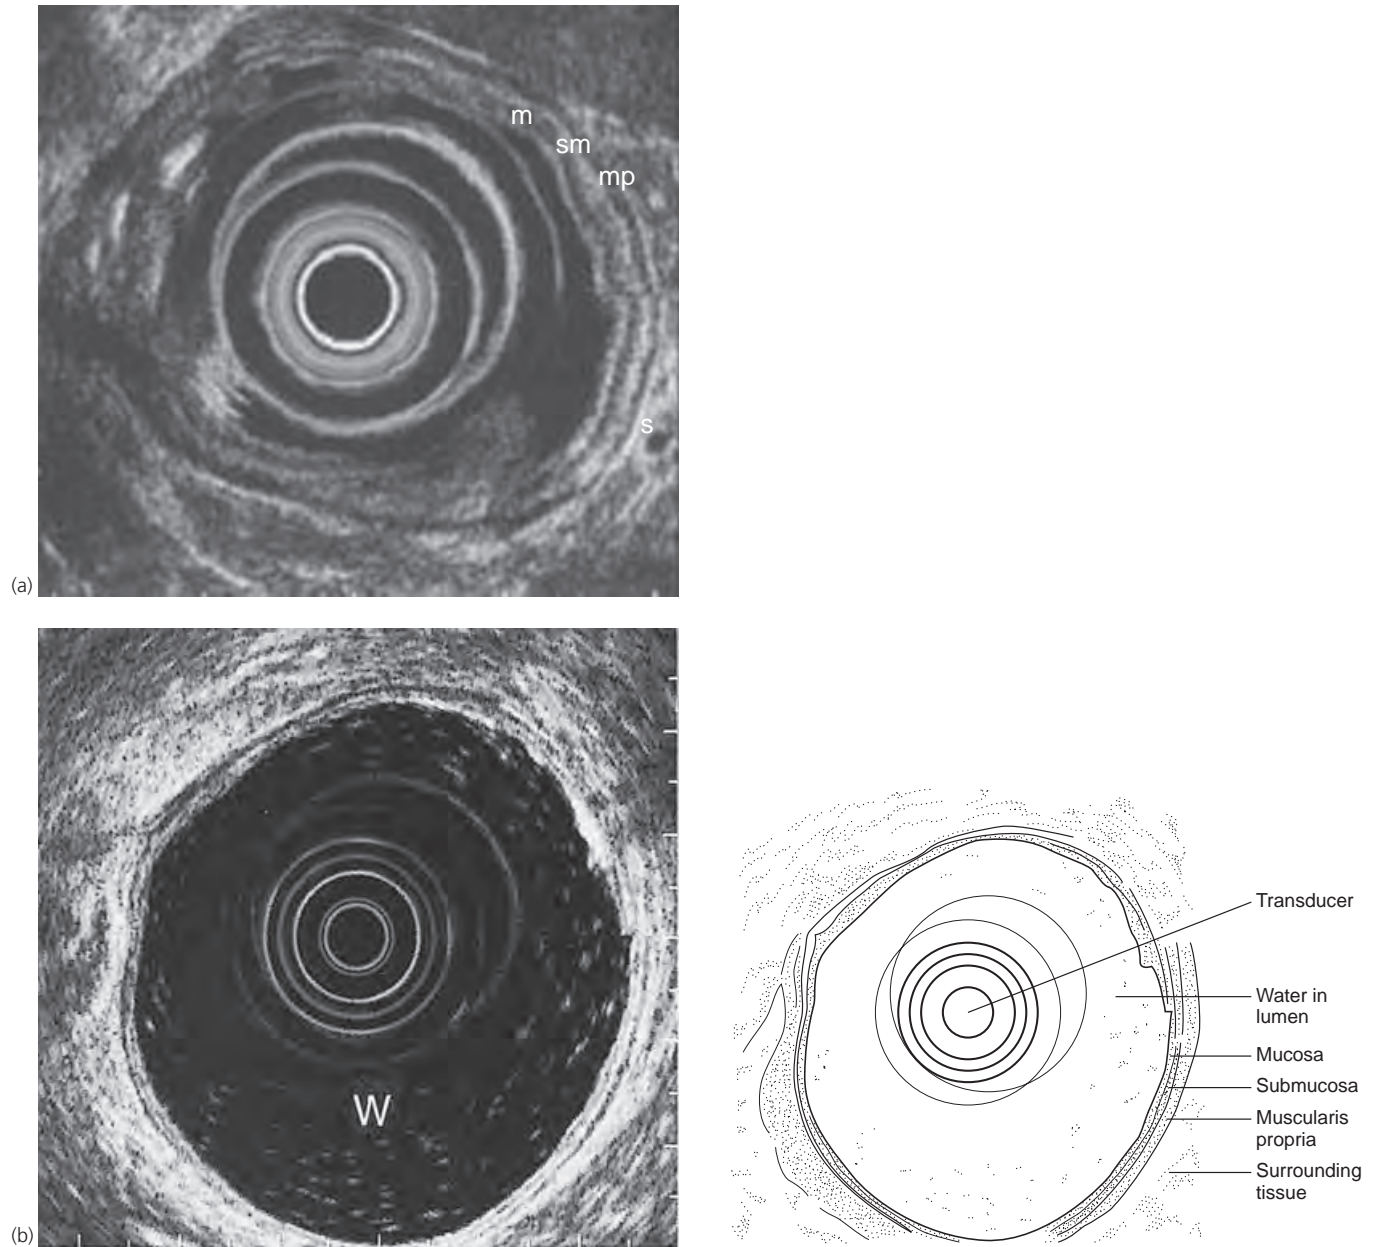 m
sm
mp
s
(a)
W
Transducer
Water in
lumen
Mucosa
Submucosa
Muscularis
propria
Surrounding
tissue
(b)